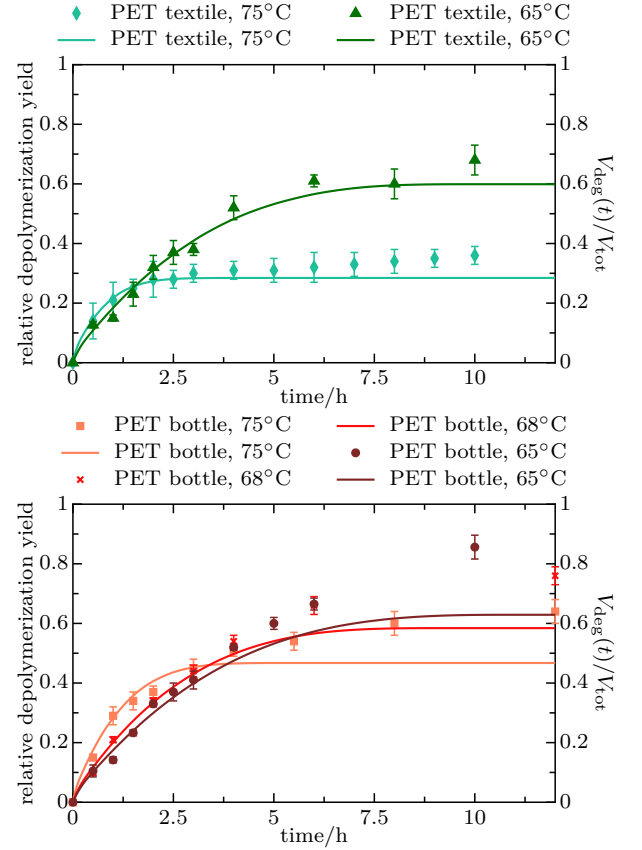 PET textile, 75°C
PET textile, 65°C
PET textile, 75°C
PET textile, 65°C
relative depolymerization yield
V_deg(t)/V_tot
1
0.8
0.6
0.4
0.2
0
1
0.8
0.6
0.4
0.2
0
0 2.5 5 7.5 10
time/h
PET bottle, 75°C
PET bottle, 68°C
PET bottle, 75°C
PET bottle, 65°C
PET bottle, 68°C
PET bottle, 65°C
relative depolymerization yield
V_deg(t)/V_tot
1
0.8
0.6
0.4
0.2
0
1
0.8
0.6
0.4
0.2
0
0 2.5 5 7.5 10
time/h